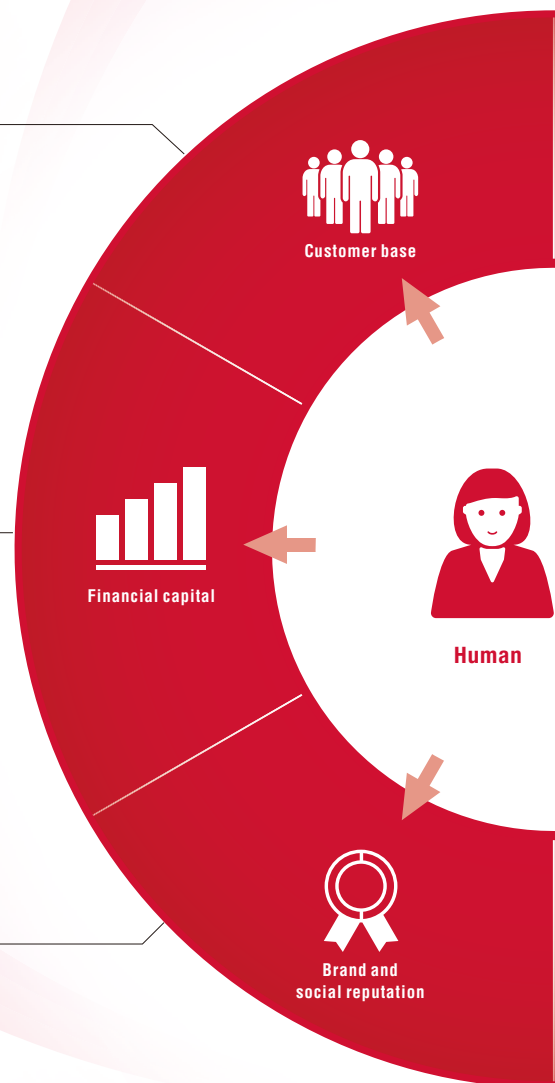 Customer base
Financial capital
Human
Brand and
social reputation